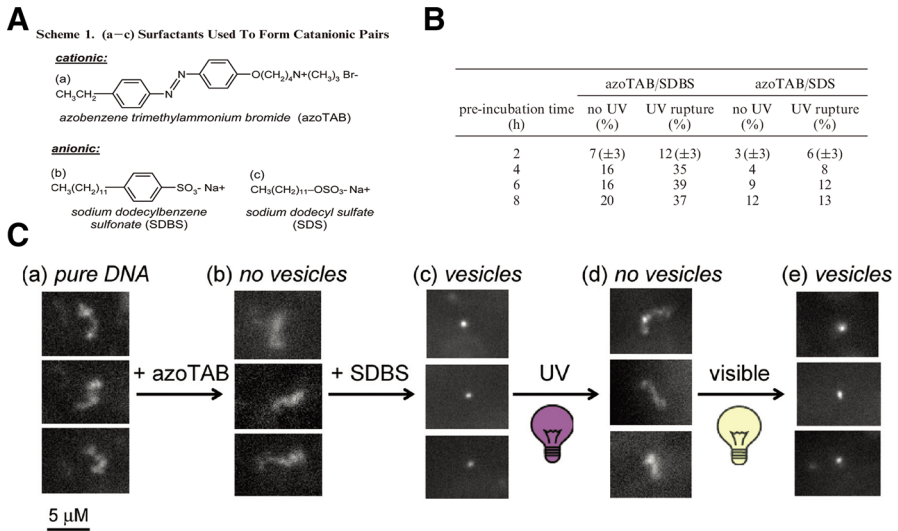 A
Scheme 1. (a−c) Surfactants Used To Form Catanionic Pairs
cationic:
(a)
CH₃CH₂
N
N
O(CH₂)₄N+(CH₃)₃ Br-
azobenzene trimethylammonium bromide (azoTAB)
anionic:
(b)
CH₃(CH₂)₁₁
SO₃- Na+
sodium dodecylbenzene
sulfonate (SDBS)
(c)
CH₃(CH₂)₁₁–OSO₃- Na+
sodium dodecyl sulfate
(SDS)
B
azoTAB/SDBS azoTAB/SDS
pre-incubation time no UV UV rupture no UV UV rupture
(h) (%) (%) (%) (%)
2 7 (±3) 12 (±3) 3 (±3) 6 (±3)
4 16 35 4 8
6 16 39 9 12
8 20 37 12 13
C
(a) pure DNA (b) no vesicles (c) vesicles (d) no vesicles (e) vesicles
+ azoTAB + SDBS UV visible
5 μM